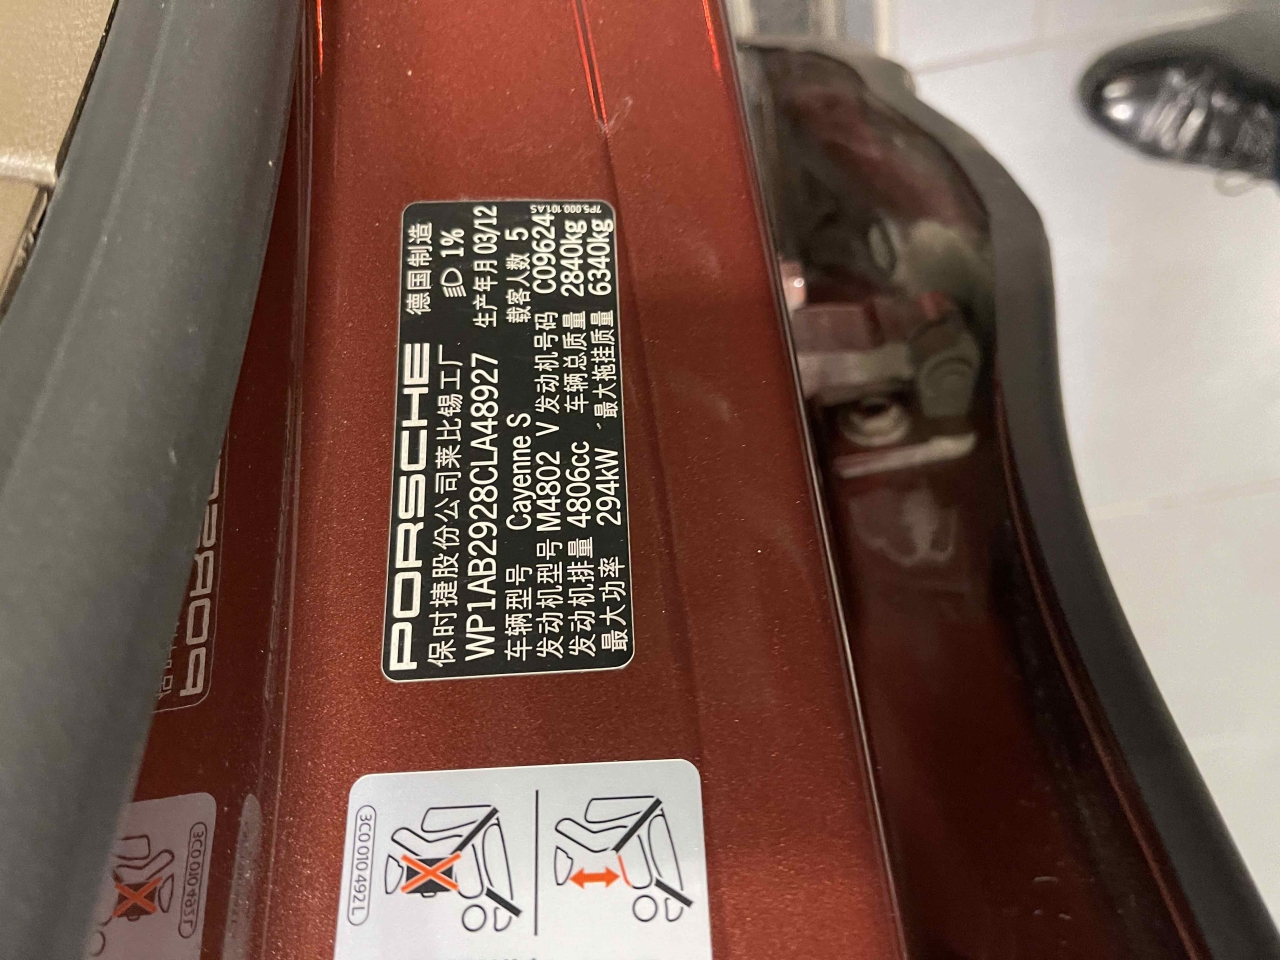 PORSCHE 德国制造
保时捷股份公司莱比锡工厂 1%
WP1AB2928CLA48927 生产年月 03/12
车辆型号 Cayenne S 载客人数 5
发动机型号 M4802 V 发动机号码 C09624
发动机排量 4806cc 车辆总质量 2840kg
最大功率 294kW 最大拖挂质量 6340kg
7P5.000.101.AS
3C0 010 492 L